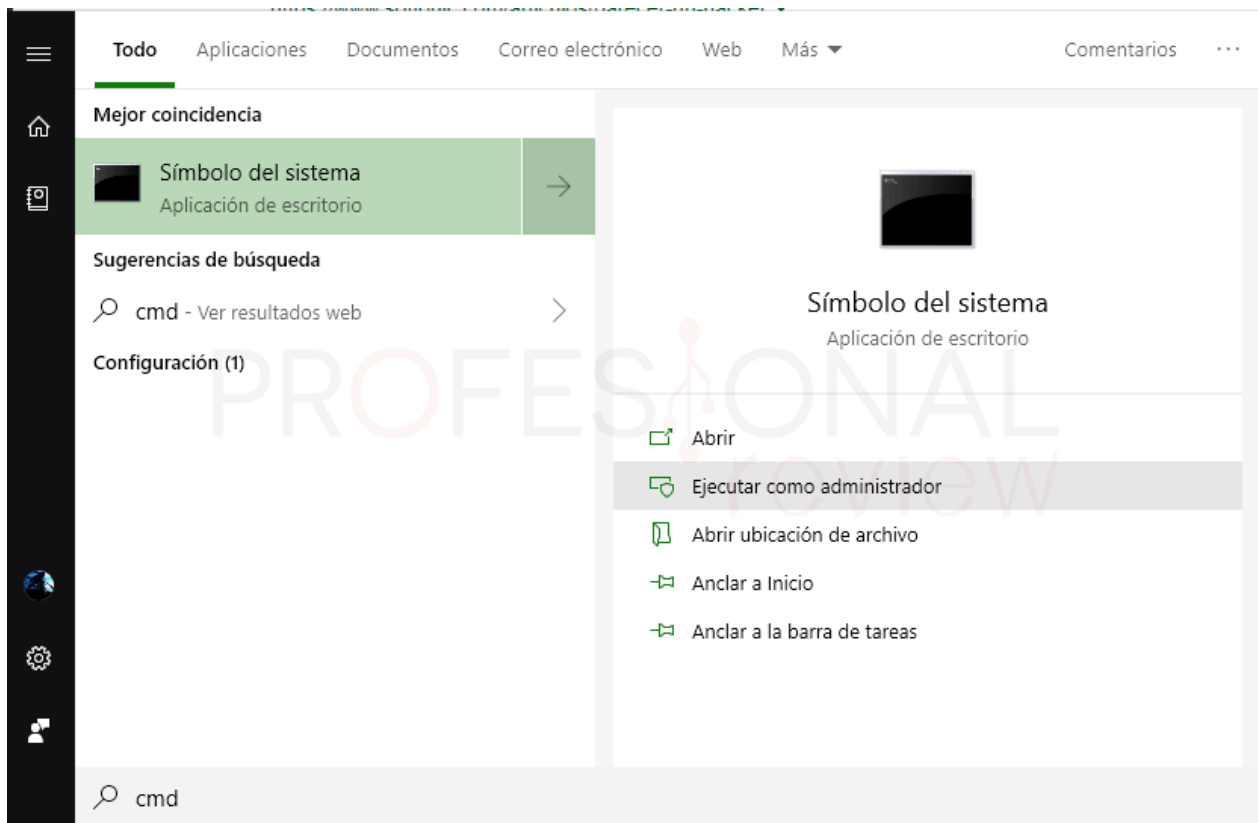 Todo Aplicaciones Documentos Correo electrónico Web Más Comentarios ...
Mejor coincidencia
Símbolo del sistema
Aplicación de escritorio
Sugerencias de búsqueda
cmd - Ver resultados web
Configuración (1)
Símbolo del sistema
Aplicación de escritorio
PROFESIONAL
review
Abrir
Ejecutar como administrador
Abrir ubicación de archivo
Anclar a Inicio
Anclar a la barra de tareas
cmd